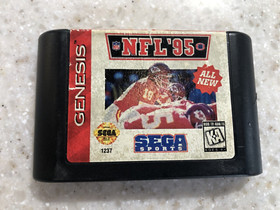 GENESIS
NFL'95
ALL
NEW
SEGA
1237
SEGA
SPORTS
K-A